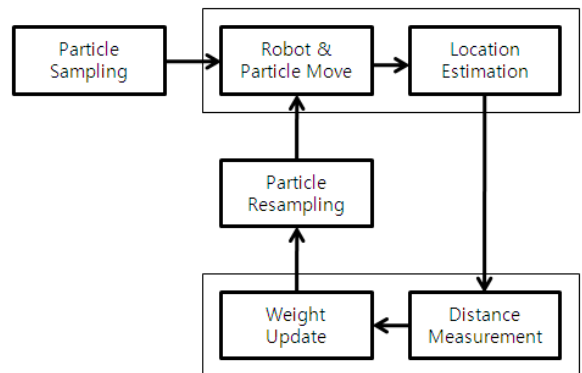 Particle
Sampling
Robot &
Particle Move
Location
Estimation
Particle
Resampling
Weight
Update
Distance
Measurement